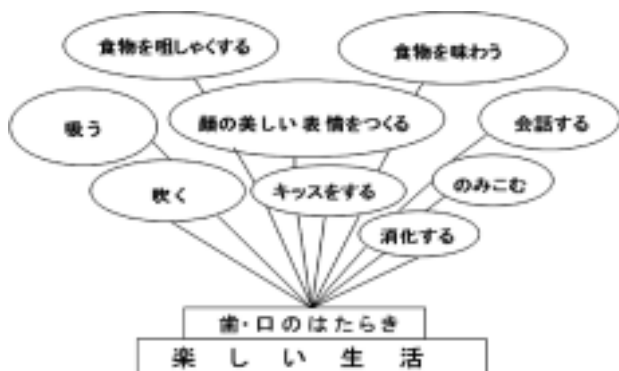 食物を咀しゃくする
食物を味わう
吸う
顔の美しい表情をつくる
会話する
吹く
キッスをする
のみこむ
消化する
歯・口のはたらき
楽しい生活